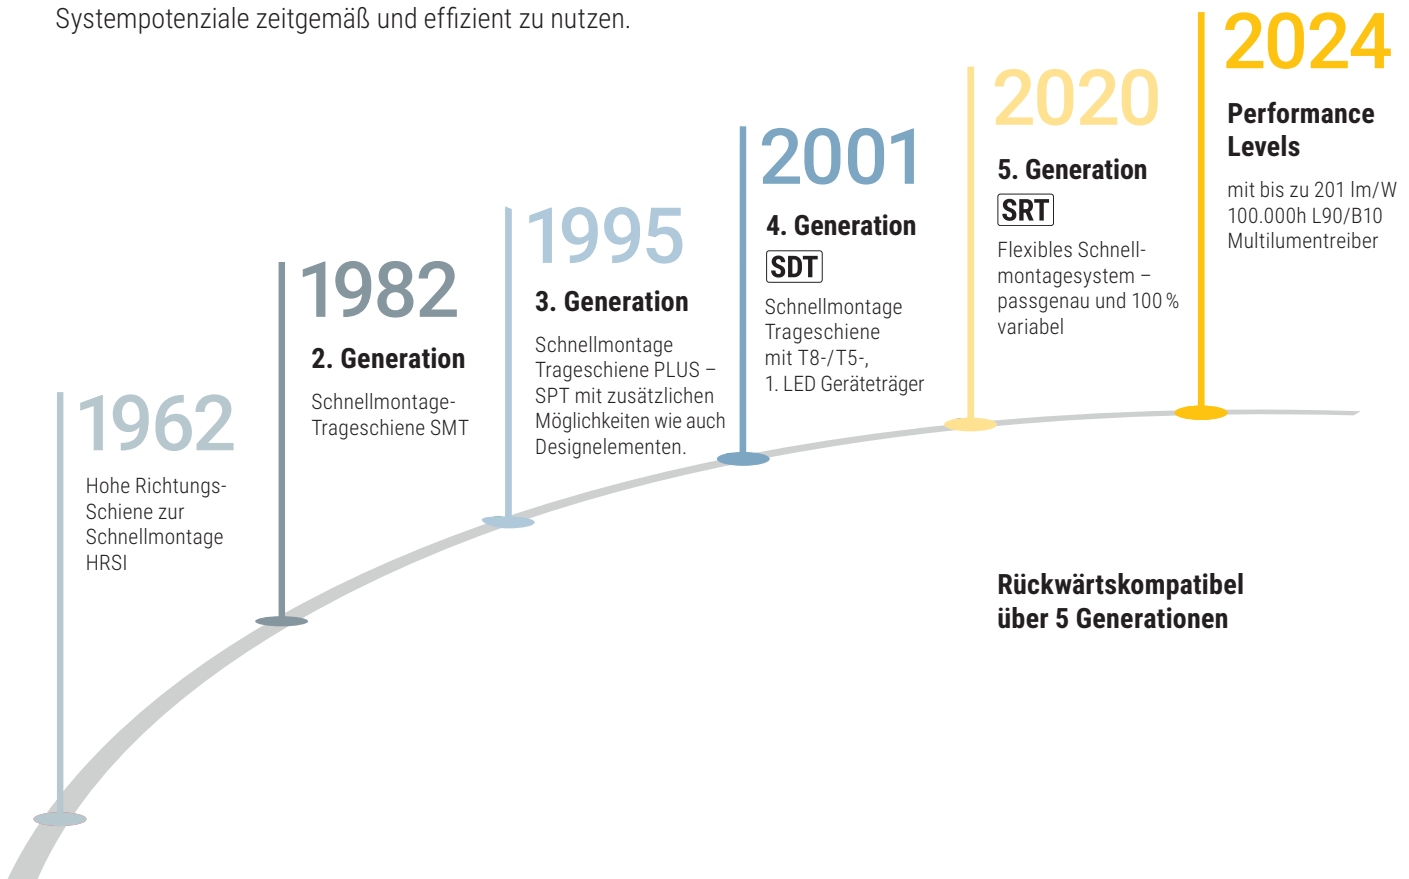 Systempotenziale zeitgemäß und effizient zu nutzen.
1962
Hohe Richtungs-
Schiene zur
Schnellmontage
HRSI
1982
2. Generation
Schnellmontage-
Trageschiene SMT
1995
3. Generation
Schnellmontage
Trageschiene PLUS –
SPT mit zusätzlichen
Möglichkeiten wie auch
Designelementen.
2001
4. Generation
SDT
Schnellmontage
Trageschiene
mit T8-/T5-,
1. LED Geräteträger
2020
5. Generation
SRT
Flexibles Schnell-
montagesystem –
passgenau und 100 %
variabel
2024
Performance
Levels
mit bis zu 201 lm/W
100.000h L90/B10
Multilumentreiber
Rückwärtskompatibel
über 5 Generationen